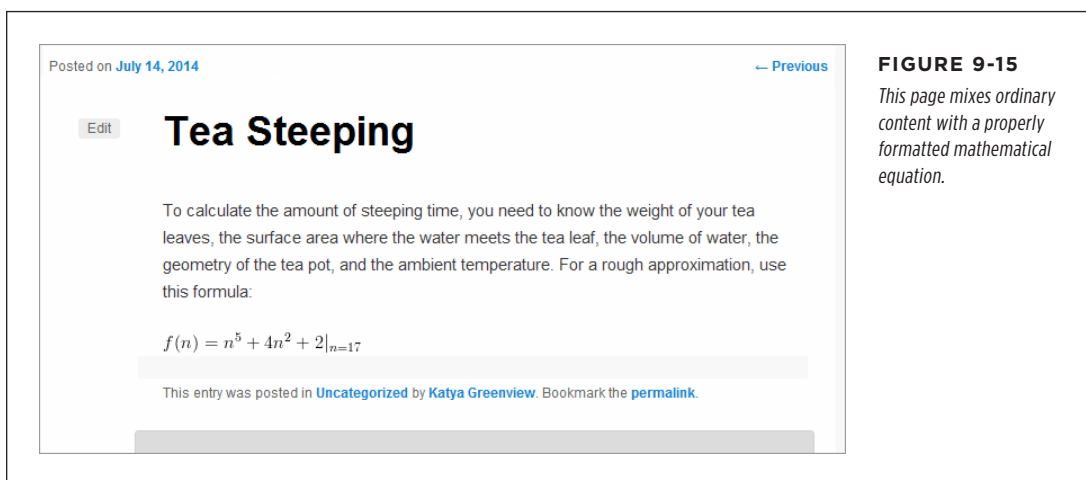 Posted on July 14, 2014
← Previous
Edit
Tea Steeping
To calculate the amount of steeping time, you need to know the weight of your tea
leaves, the surface area where the water meets the tea leaf, the volume of water, the
geometry of the tea pot, and the ambient temperature. For a rough approximation, use
this formula:
f(n) = n⁵ + 4n² + 2|ₙ₌₁₇
This entry was posted in Uncategorized by Katya Greenview. Bookmark the permalink.
FIGURE 9-15
This page mixes ordinary
content with a properly
formatted mathematical
equation.